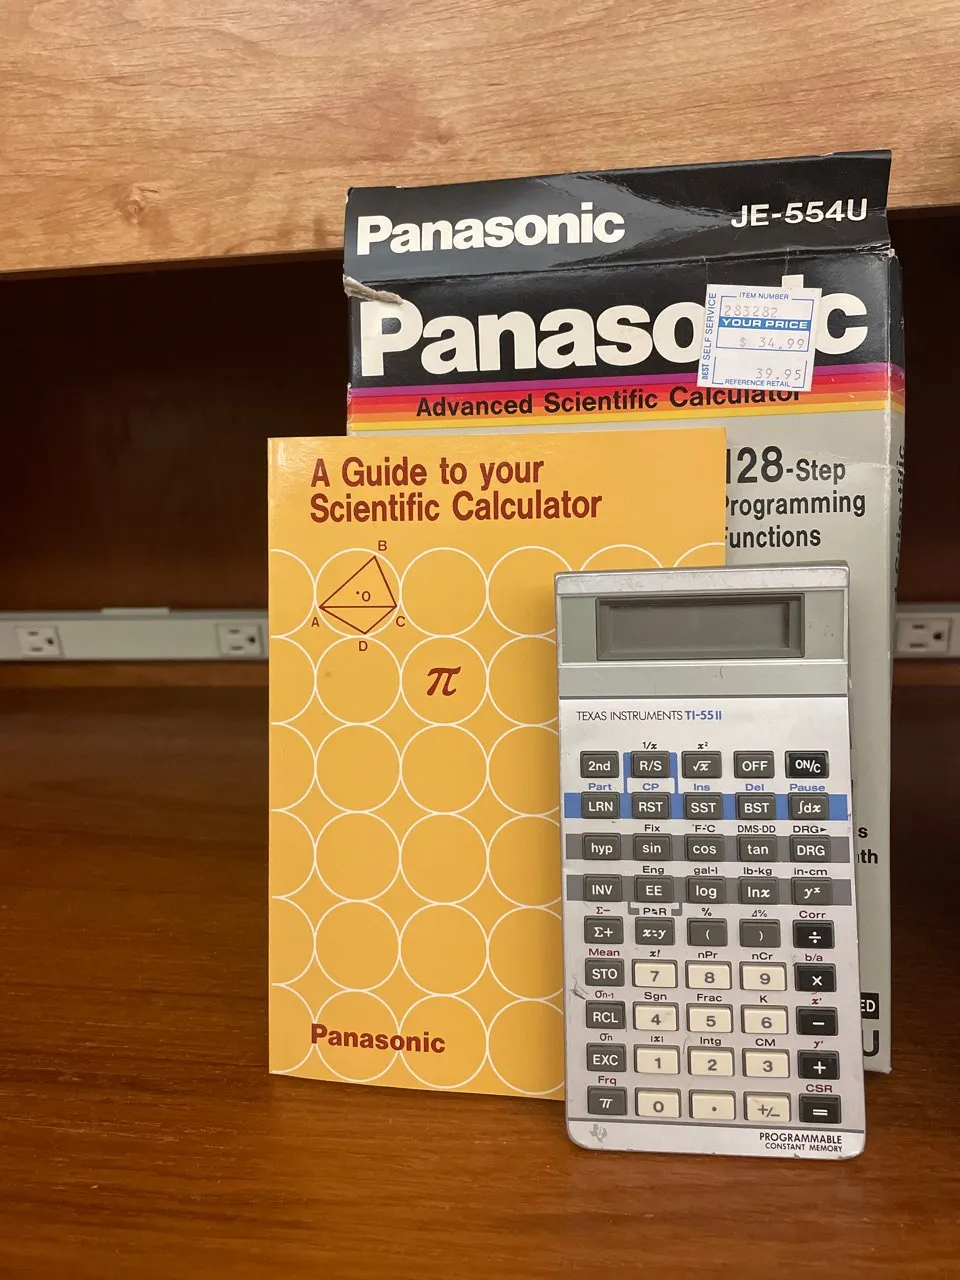 Panasonic JE-554U
Panasonic
ITEM NUMBER
283282
YOUR PRICE
$ 34.99
39.95
REFERENCE RETAIL
BEST SELF SERVICE
Advanced Scientific Calculator
128-Step
Programming
Functions
A Guide to your
Scientific Calculator
B
O
A C
D
π
Panasonic
TEXAS INSTRUMENTS TI-55 II
1/x x²
2nd R/S √x OFF ON/C
Part CP Ins Del Pause
LRN RST SST BST ∫dx
Fix °F-°C DMS-DD DRG▶
hyp sin cos tan DRG
Eng gal-l lb-kg in-cm
INV EE log lnx yˣ
Σ- P⇆R % Δ% Corr
Σ+ x⇆y ( ) ÷
Mean x! nPr nCr b/a
STO 7 8 9 ×
σn-1 Sgn Frac K x'
RCL 4 5 6 −
σn |x| Intg CM y'
EXC 1 2 3 +
Frq CSR
π 0 . +/− =
PROGRAMMABLE
CONSTANT MEMORY